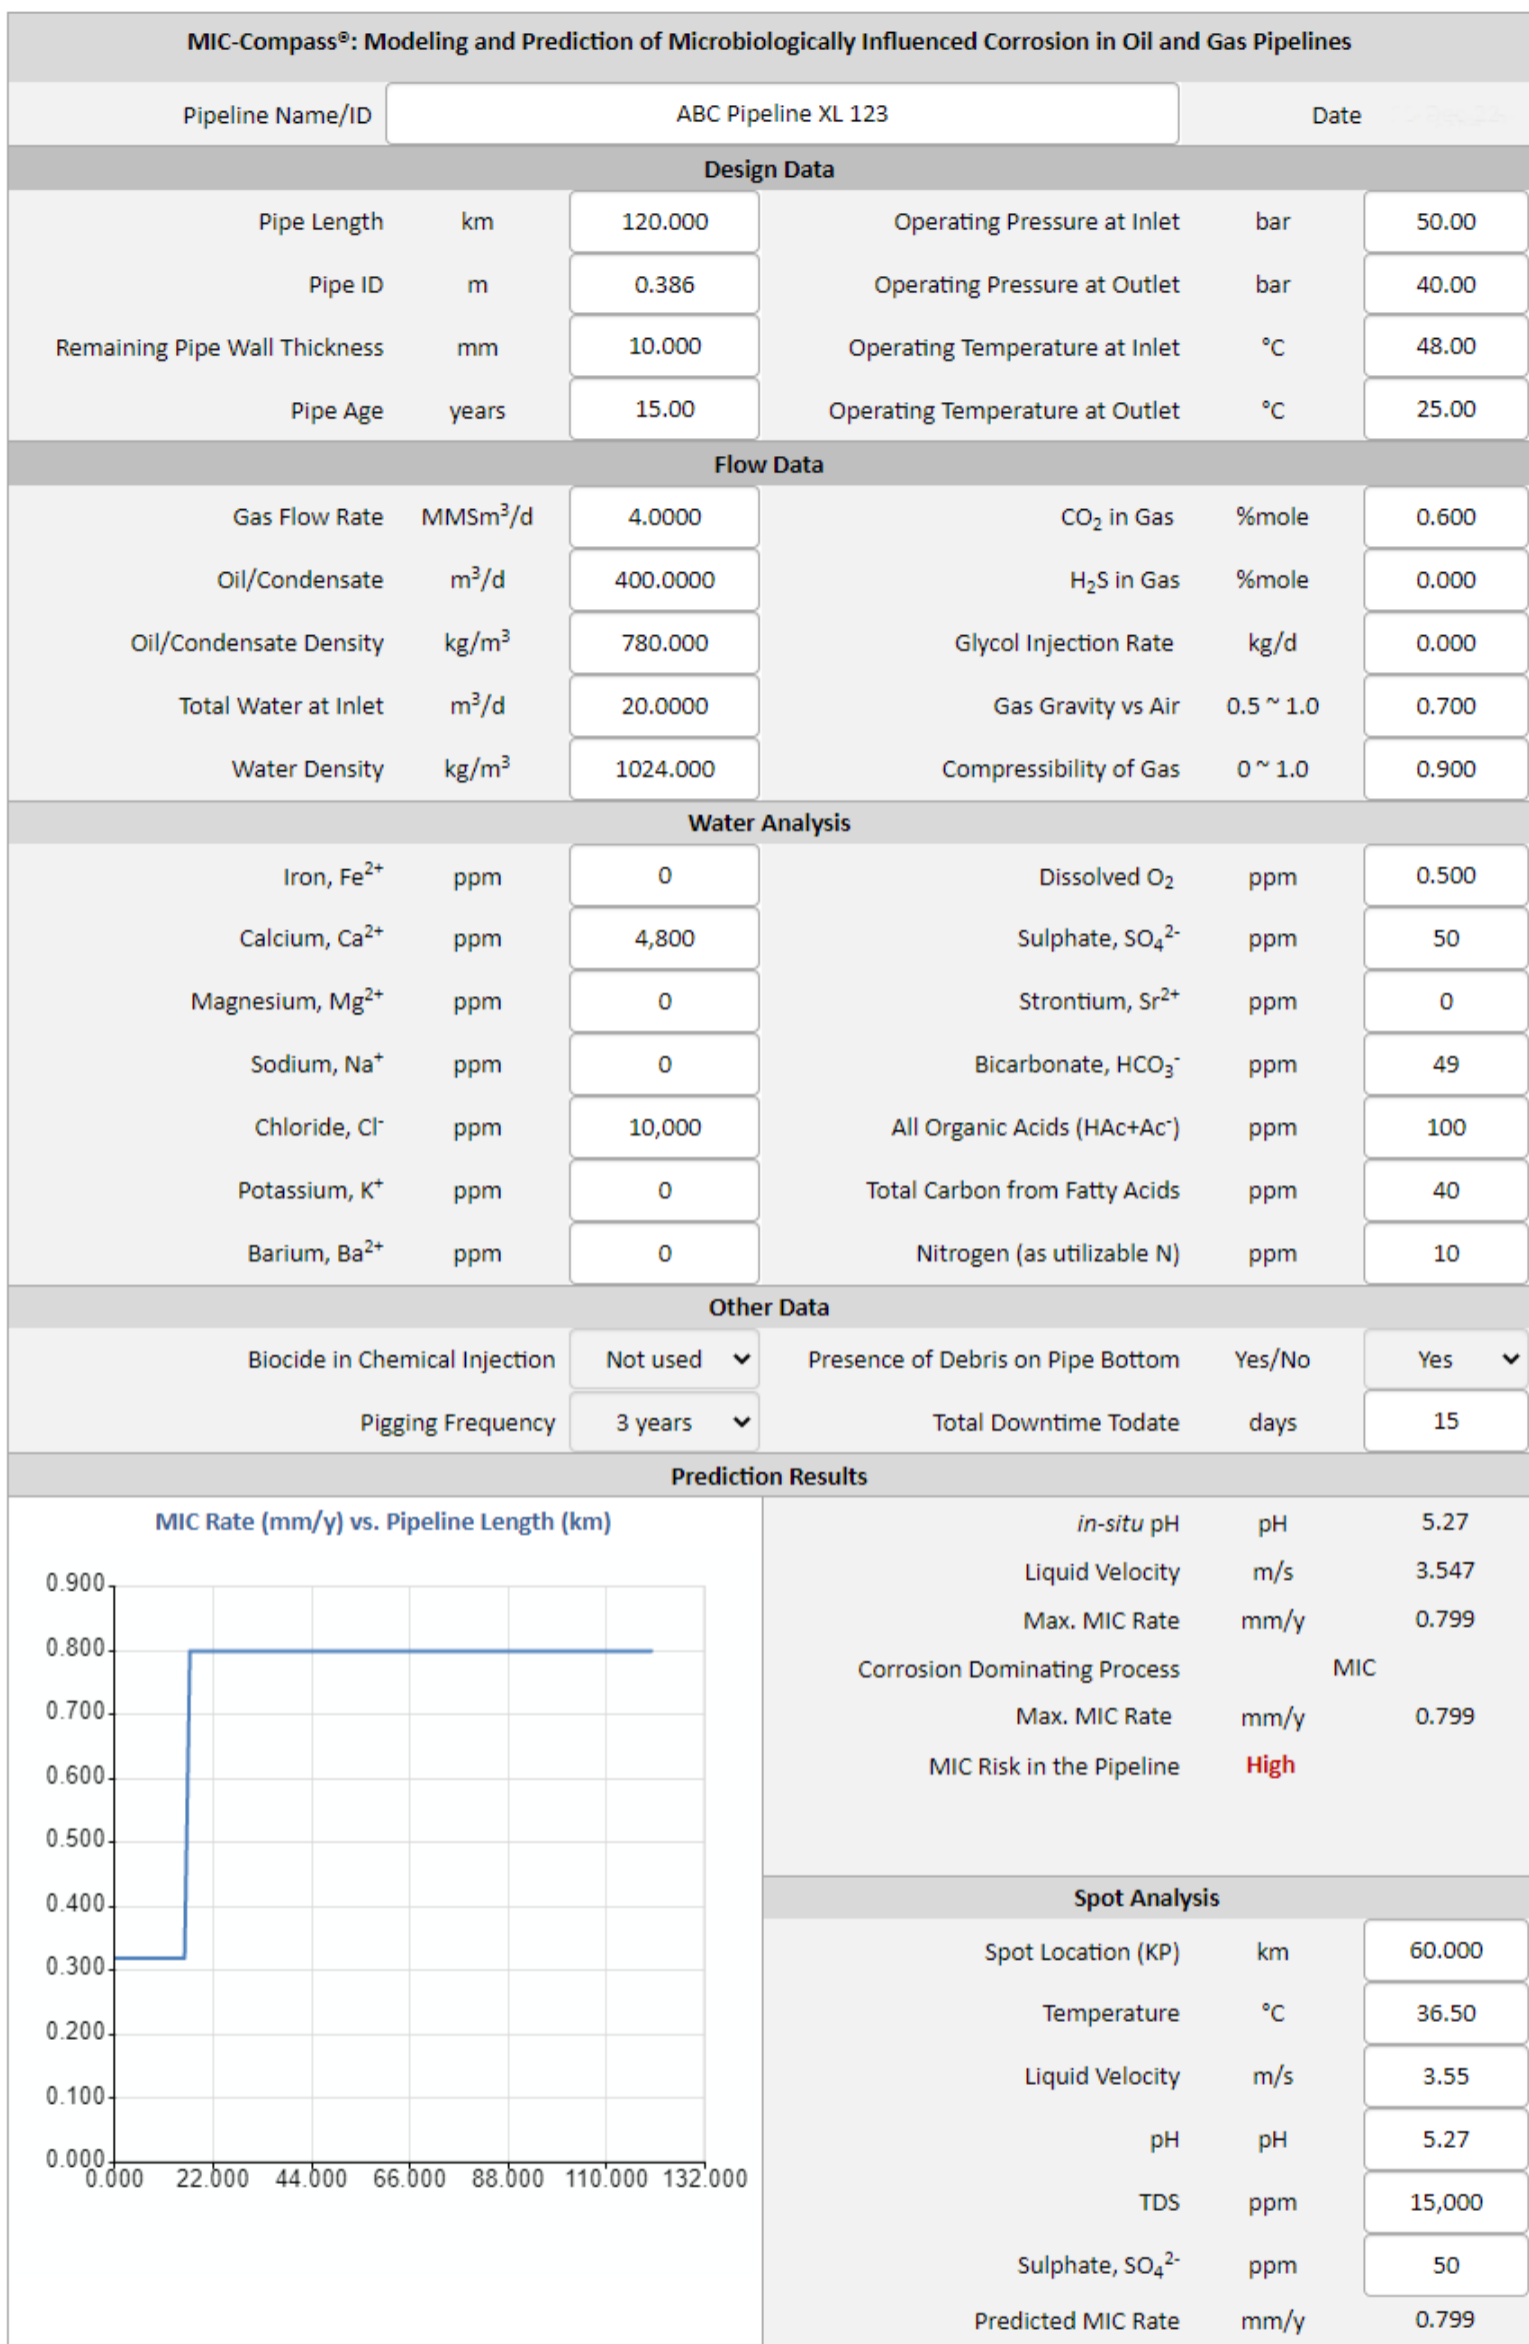 MIC-Compass®: Modeling and Prediction of Microbiologically Influenced Corrosion in Oil and Gas Pipelines
Pipeline Name/ID ABC Pipeline XL 123 Date
Design Data
Pipe Length km 120.000 Operating Pressure at Inlet bar 50.00
Pipe ID m 0.386 Operating Pressure at Outlet bar 40.00
Remaining Pipe Wall Thickness mm 10.000 Operating Temperature at Inlet °C 48.00
Pipe Age years 15.00 Operating Temperature at Outlet °C 25.00
Flow Data
Gas Flow Rate MMSm³/d 4.0000 CO₂ in Gas %mole 0.600
Oil/Condensate m³/d 400.0000 H₂S in Gas %mole 0.000
Oil/Condensate Density kg/m³ 780.000 Glycol Injection Rate kg/d 0.000
Total Water at Inlet m³/d 20.0000 Gas Gravity vs Air 0.5 ~ 1.0 0.700
Water Density kg/m³ 1024.000 Compressibility of Gas 0 ~ 1.0 0.900
Water Analysis
Iron, Fe²⁺ ppm 0 Dissolved O₂ ppm 0.500
Calcium, Ca²⁺ ppm 4,800 Sulphate, SO₄²⁻ ppm 50
Magnesium, Mg²⁺ ppm 0 Strontium, Sr²⁺ ppm 0
Sodium, Na⁺ ppm 0 Bicarbonate, HCO₃⁻ ppm 49
Chloride, Cl⁻ ppm 10,000 All Organic Acids (HAc+Ac⁻) ppm 100
Potassium, K⁺ ppm 0 Total Carbon from Fatty Acids ppm 40
Barium, Ba²⁺ ppm 0 Nitrogen (as utilizable N) ppm 10
Other Data
Biocide in Chemical Injection Not used Presence of Debris on Pipe Bottom Yes/No Yes
Pigging Frequency 3 years Total Downtime Todate days 15
Prediction Results
MIC Rate (mm/y) vs. Pipeline Length (km)
0.900
0.800
0.700
0.600
0.500
0.400
0.300
0.200
0.100
0.000
0.000 22.000 44.000 66.000 88.000 110.000 132.000
in-situ pH pH 5.27
Liquid Velocity m/s 3.547
Max. MIC Rate mm/y 0.799
Corrosion Dominating Process MIC
Max. MIC Rate mm/y 0.799
MIC Risk in the Pipeline High
Spot Analysis
Spot Location (KP) km 60.000
Temperature °C 36.50
Liquid Velocity m/s 3.55
pH pH 5.27
TDS ppm 15,000
Sulphate, SO₄²⁻ ppm 50
Predicted MIC Rate mm/y 0.799